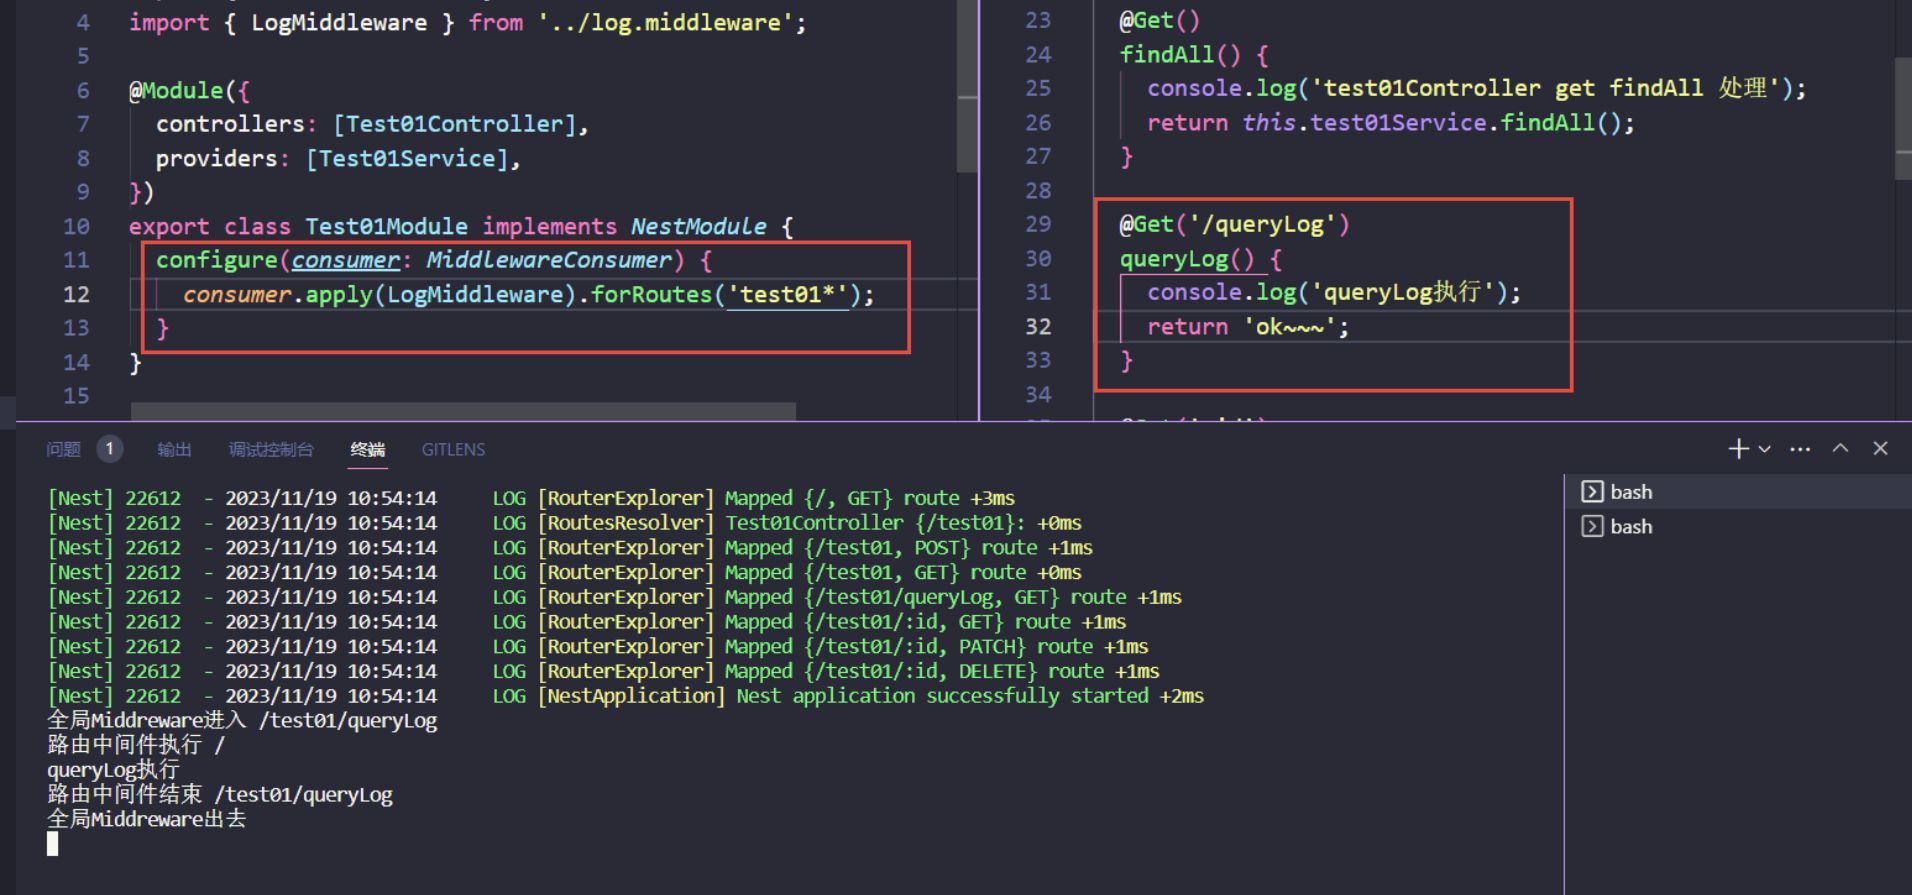 4 import { LogMiddleware } from '../log.middleware';
5
6 @Module({
7 controllers: [Test01Controller],
8 providers: [Test01Service],
9 })
10 export class Test01Module implements NestModule {
11 configure(consumer: MiddlewareConsumer) {
12 consumer.apply(LogMiddleware).forRoutes('test01*');
13 }
14 }
15
23 @Get()
24 findAll() {
25 console.log('test01Controller get findAll 处理');
26 return this.test01Service.findAll();
27 }
28
29 @Get('/queryLog')
30 queryLog() {
31 console.log('queryLog执行');
32 return 'ok~~~';
33 }
34
问题 1 输出 调试控制台 终端 GITLENS
[Nest] 22612 - 2023/11/19 10:54:14 LOG [RouterExplorer] Mapped {/, GET} route +3ms
[Nest] 22612 - 2023/11/19 10:54:14 LOG [RoutesResolver] Test01Controller {/test01}: +0ms
[Nest] 22612 - 2023/11/19 10:54:14 LOG [RouterExplorer] Mapped {/test01, POST} route +1ms
[Nest] 22612 - 2023/11/19 10:54:14 LOG [RouterExplorer] Mapped {/test01, GET} route +0ms
[Nest] 22612 - 2023/11/19 10:54:14 LOG [RouterExplorer] Mapped {/test01/queryLog, GET} route +1ms
[Nest] 22612 - 2023/11/19 10:54:14 LOG [RouterExplorer] Mapped {/test01/:id, GET} route +1ms
[Nest] 22612 - 2023/11/19 10:54:14 LOG [RouterExplorer] Mapped {/test01/:id, PATCH} route +1ms
[Nest] 22612 - 2023/11/19 10:54:14 LOG [RouterExplorer] Mapped {/test01/:id, DELETE} route +1ms
[Nest] 22612 - 2023/11/19 10:54:14 LOG [NestApplication] Nest application successfully started +2ms
全局Middreware进入 /test01/queryLog
路由中间件执行 /
queryLog执行
路由中间件结束 /test01/queryLog
全局Middreware出去
bash
bash